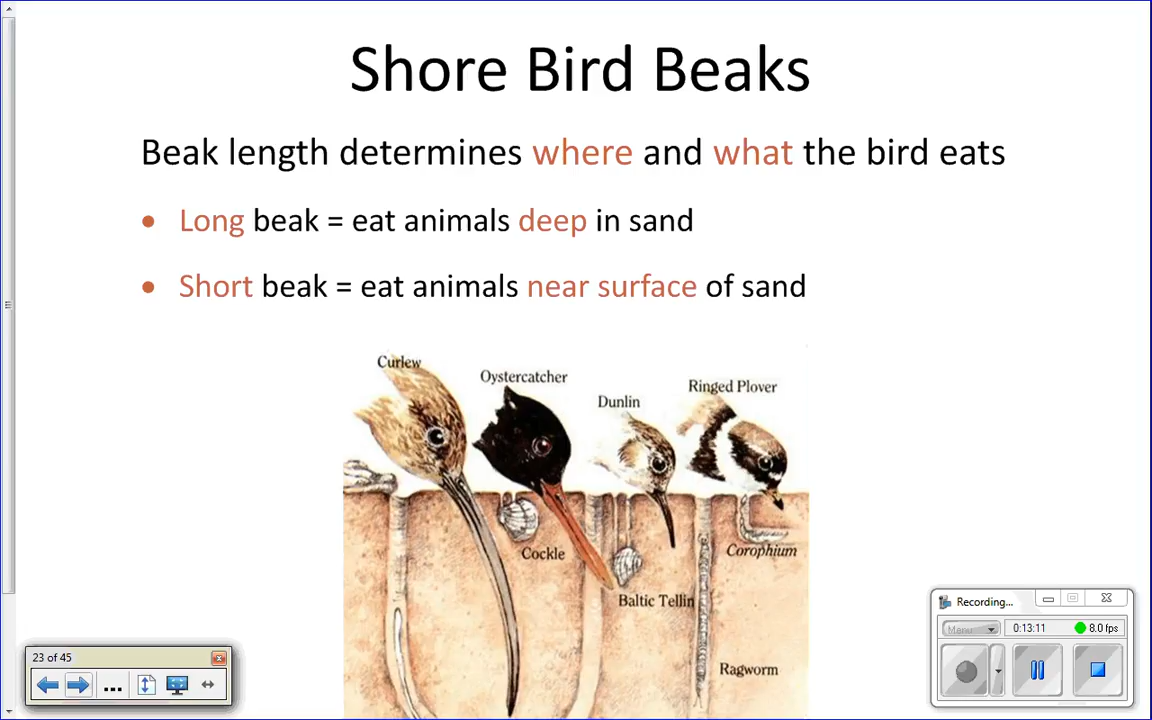 Shore Bird Beaks
Beak length determines where and what the bird eats
• Long beak = eat animals deep in sand
• Short beak = eat animals near surface of sand
Curlew
Oystercatcher
Dunlin
Ringed Plover
Cockle
Corophium
Baltic Tellin
Ragworm
23 of 45
...
Recording...
Menu
0:13:11
8.0 fps